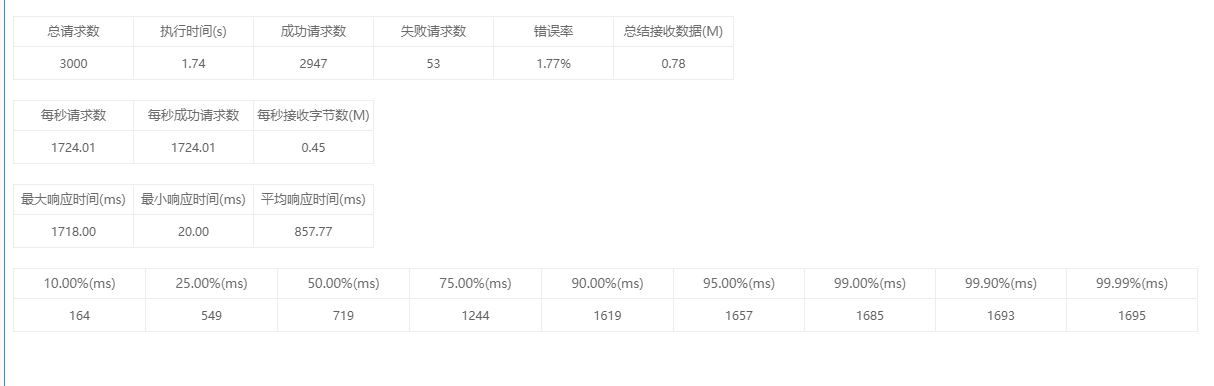 总请求数 执行时间(s) 成功请求数 失败请求数 错误率 总结接收数据(M)
3000 1.74 2947 53 1.77% 0.78
每秒请求数 每秒成功请求数 每秒接收字节数(M)
1724.01 1724.01 0.45
最大响应时间(ms) 最小响应时间(ms) 平均响应时间(ms)
1718.00 20.00 857.77
10.00%(ms) 25.00%(ms) 50.00%(ms) 75.00%(ms) 90.00%(ms) 95.00%(ms) 99.00%(ms) 99.90%(ms) 99.99%(ms)
164 549 719 1244 1619 1657 1685 1693 1695